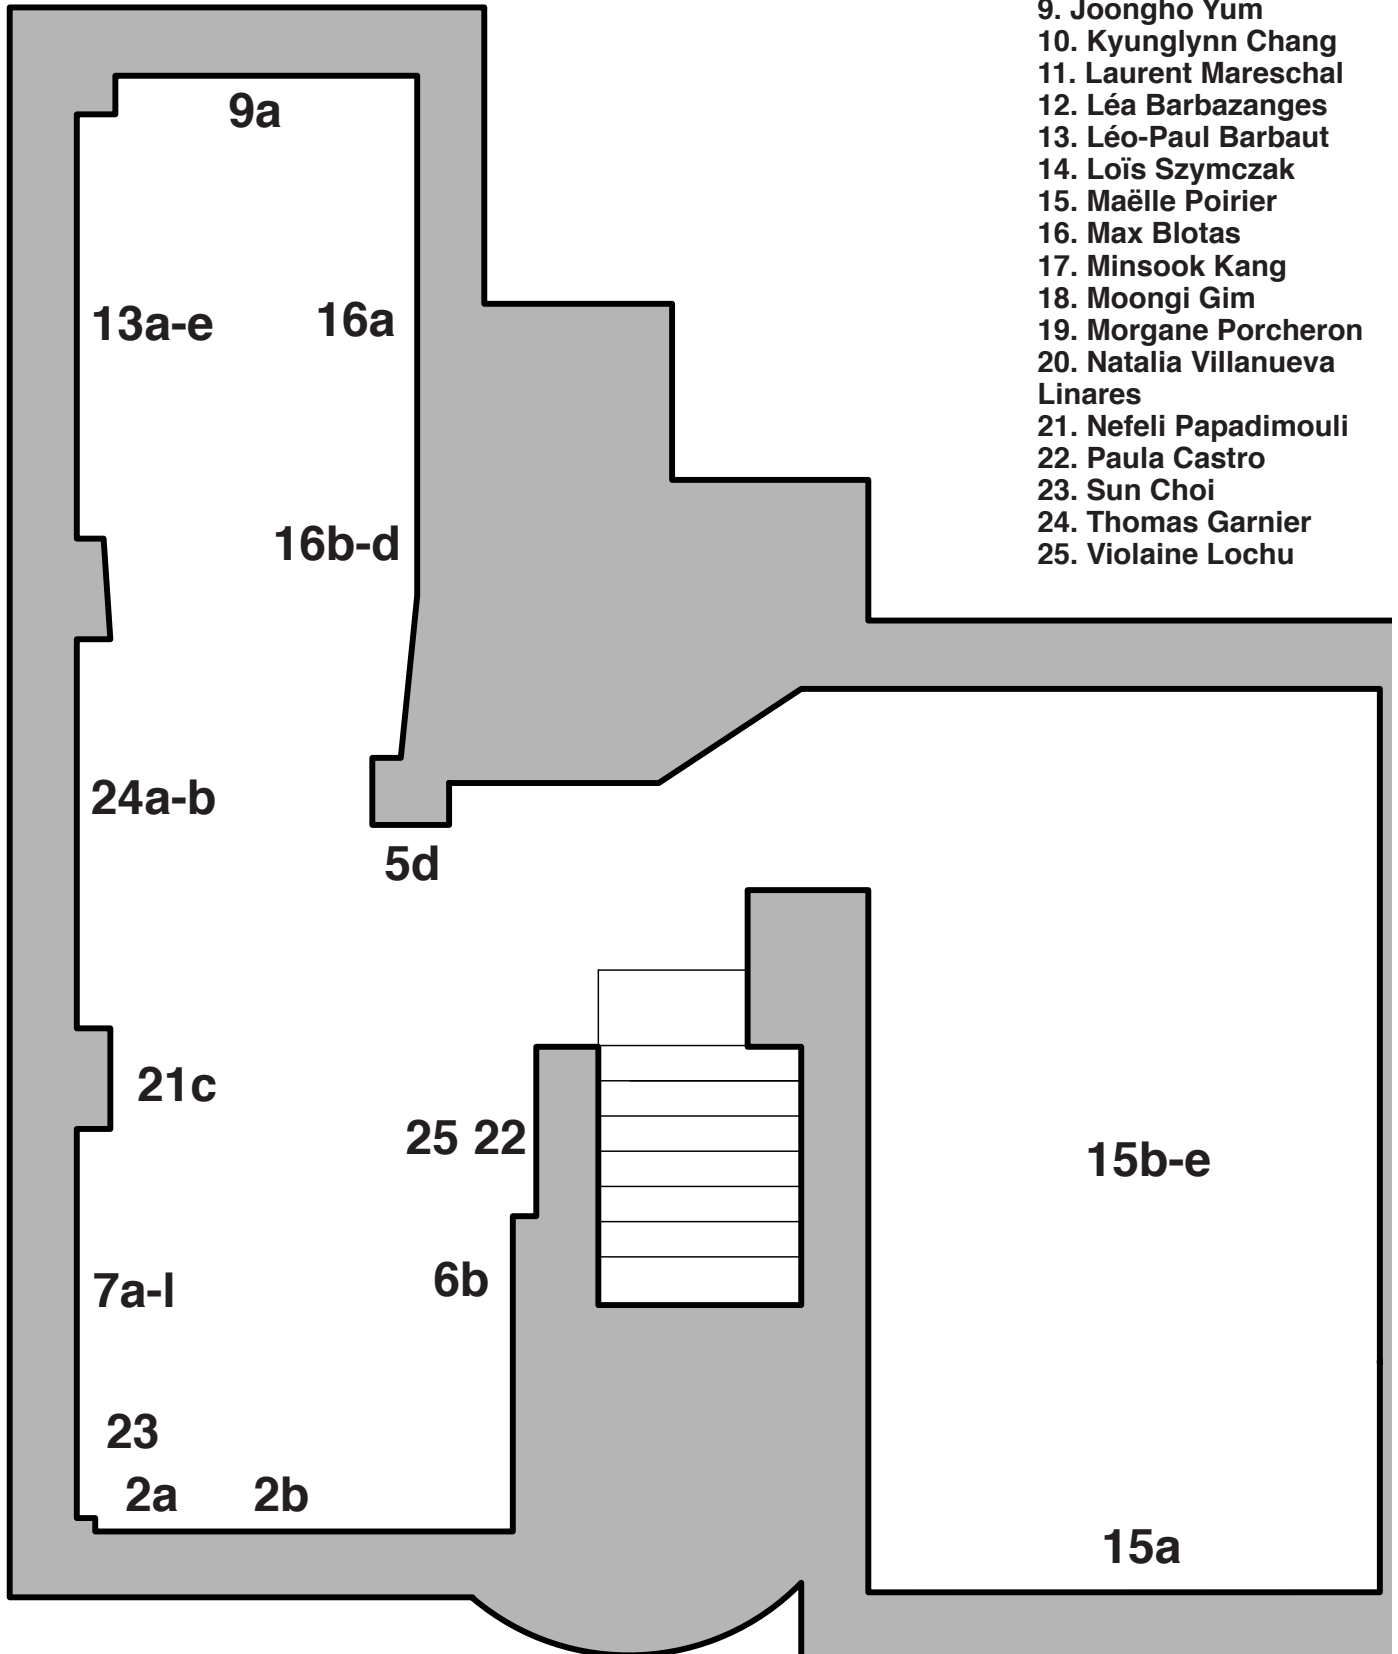 9. Joongho Yum
10. Kyunglynn Chang
11. Laurent Mareschal
12. Léa Barbazanges
13. Léo-Paul Barbaut
14. Loïs Szymczak
15. Maëlle Poirier
16. Max Blotas
17. Minsook Kang
18. Moongi Gim
19. Morgane Porcheron
20. Natalia Villanueva
Linares
21. Nefeli Papadimouli
22. Paula Castro
23. Sun Choi
24. Thomas Garnier
25. Violaine Lochu
9a
13a-e
16a
16b-d
24a-b
5d
21c
25 22
15b-e
7a-l
6b
23
2a
2b
15a